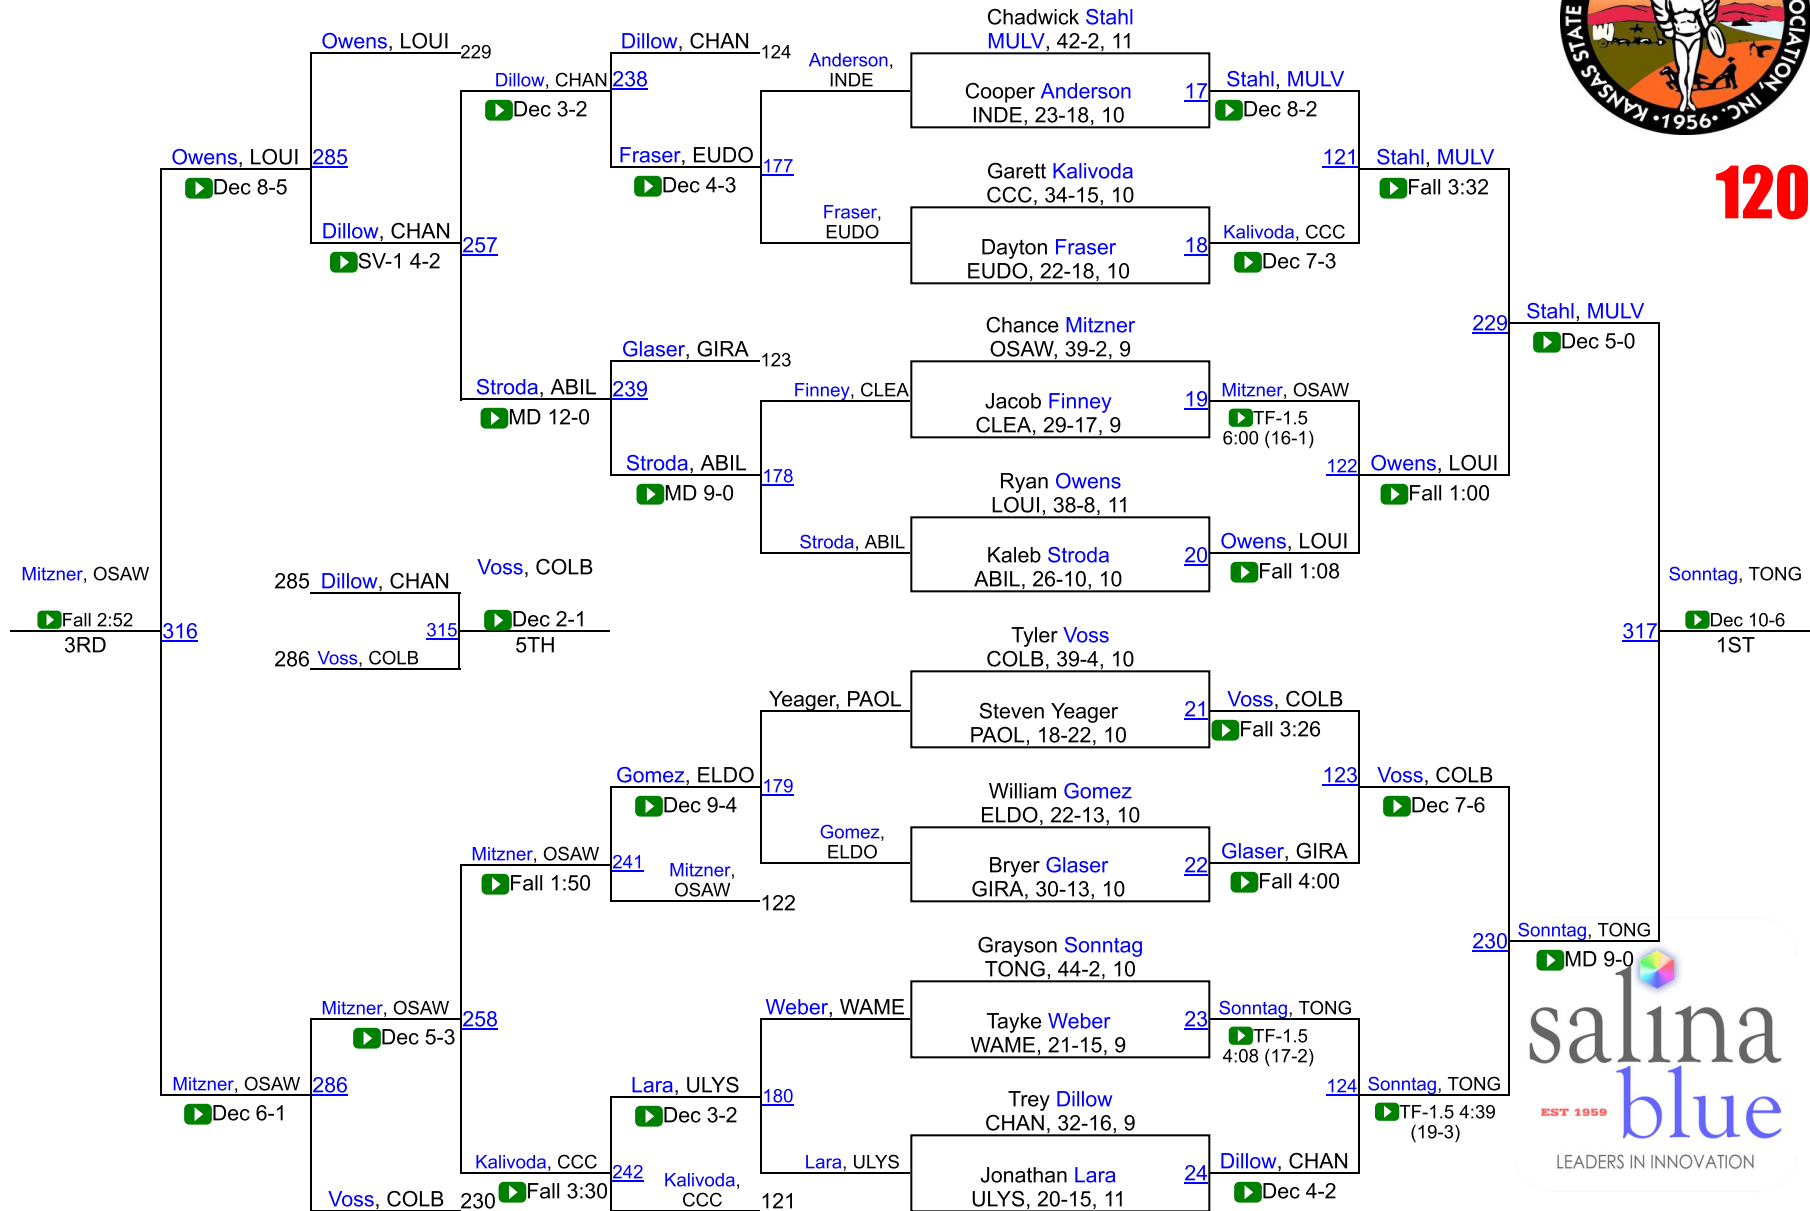 Chadwick Stahl
MULV, 42-2, 11
Owens, LOUI
229
Dillow, CHAN
124
Anderson,
INDE
Dillow, CHAN
238
Dec 3-2
Cooper Anderson
INDE, 23-18, 10
17
Stahl, MULV
Dec 8-2
KANSAS STATE
OCIATION, INC.
•1956•
Owens, LOUI
285
Dec 8-5
Fraser, EUDO
177
Dec 4-3
Garett Kalivoda
CCC, 34-15, 10
121
Stahl, MULV
Fall 3:32
120
Dillow, CHAN
257
SV-1 4-2
Fraser,
EUDO
Dayton Fraser
EUDO, 22-18, 10
18
Kalivoda, CCC
Dec 7-3
Chance Mitzner
OSAW, 39-2, 9
229
Stahl, MULV
Dec 5-0
Glaser, GIRA
123
Stroda, ABIL
239
MD 12-0
Finney, CLEA
Jacob Finney
CLEA, 29-17, 9
19
Mitzner, OSAW
TF-1.5
6:00 (16-1)
Stroda, ABIL
178
MD 9-0
Ryan Owens
LOUI, 38-8, 11
122
Owens, LOUI
Fall 1:00
Stroda, ABIL
Kaleb Stroda
ABIL, 26-10, 10
20
Owens, LOUI
Fall 1:08
Mitzner, OSAW
Fall 2:52
3RD
316
285
Dillow, CHAN
Voss, COLB
315
Dec 2-1
5TH
286
Voss, COLB
Tyler Voss
COLB, 39-4, 10
Sonntag, TONG
317
Dec 10-6
1ST
Yeager, PAOL
Steven Yeager
PAOL, 18-22, 10
21
Voss, COLB
Fall 3:26
Gomez, ELDO
179
Dec 9-4
William Gomez
ELDO, 22-13, 10
123
Voss, COLB
Dec 7-6
Gomez,
ELDO
Mitzner, OSAW
241
Fall 1:50
Mitzner,
OSAW
122
Bryer Glaser
GIRA, 30-13, 10
22
Glaser, GIRA
Fall 4:00
Grayson Sonntag
TONG, 44-2, 10
230
Sonntag, TONG
MD 9-0
Mitzner, OSAW
258
Dec 5-3
Weber, WAME
Tayke Weber
WAME, 21-15, 9
23
Sonntag, TONG
TF-1.5
4:08 (17-2)
Mitzner, OSAW
286
Dec 6-1
Lara, ULYS
180
Dec 3-2
Trey Dillow
CHAN, 32-16, 9
124
Sonntag, TONG
TF-1.5 4:39
(19-3)
Kalivoda, CCC
242
Fall 3:30
Kalivoda,
CCC
121
Lara, ULYS
Jonathan Lara
ULYS, 20-15, 11
24
Dillow, CHAN
Dec 4-2
Voss, COLB
230
salina
EST 1959
blue
LEADERS IN INNOVATION